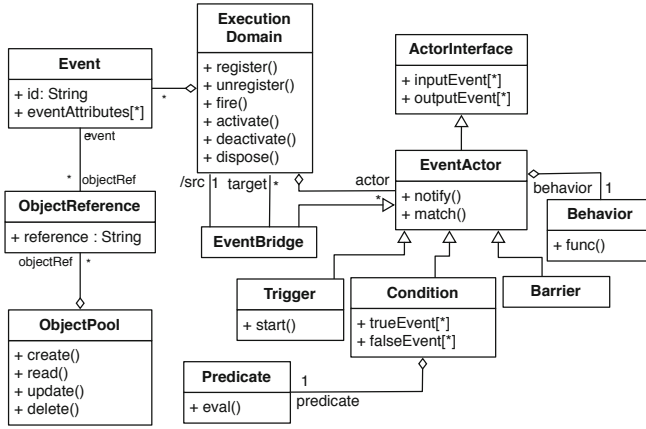 Execution
Domain
+ register()
+ unregister()
+ fire()
+ activate()
+ deactivate()
+ dispose()
Event
+ id: String
+ eventAttributes[*]
*
ActorInterface
+ inputEvent[*]
+ outputEvent[*]
event
*
* objectRef
ObjectReference
+ reference : String
objectRef *
ObjectPool
+ create()
+ read()
+ update()
+ delete()
/src 1 target *
EventBridge
actor
*
EventActor
+ notify()
+ match()
behavior 1
Behavior
+ func()
Trigger
+ start()
Condition
+ trueEvent[*]
+ falseEvent[*]
Barrier
Predicate
+ eval()
1
predicate